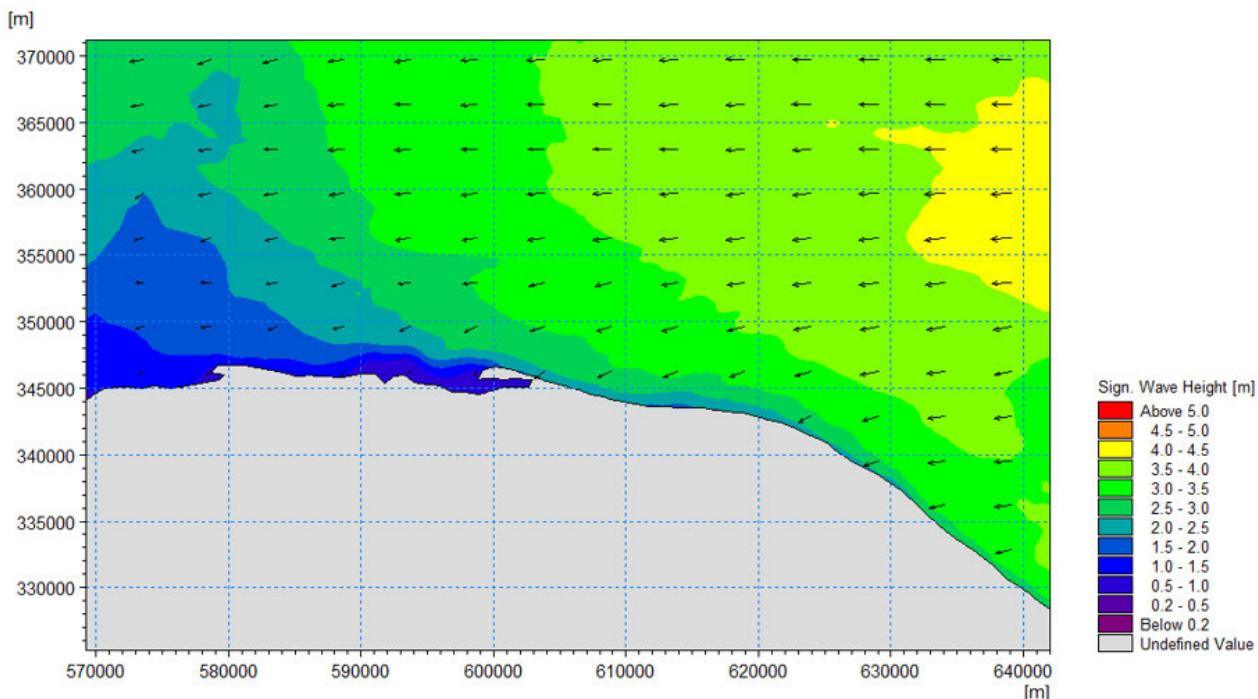 [m]
370000
365000
360000
355000
350000
345000
340000
335000
330000
570000 580000 590000 600000 610000 620000 630000 640000
[m]
Sign. Wave Height [m]
Above 5.0
4.5 - 5.0
4.0 - 4.5
3.5 - 4.0
3.0 - 3.5
2.5 - 3.0
2.0 - 2.5
1.5 - 2.0
1.0 - 1.5
0.5 - 1.0
0.2 - 0.5
Below 0.2
Undefined Value